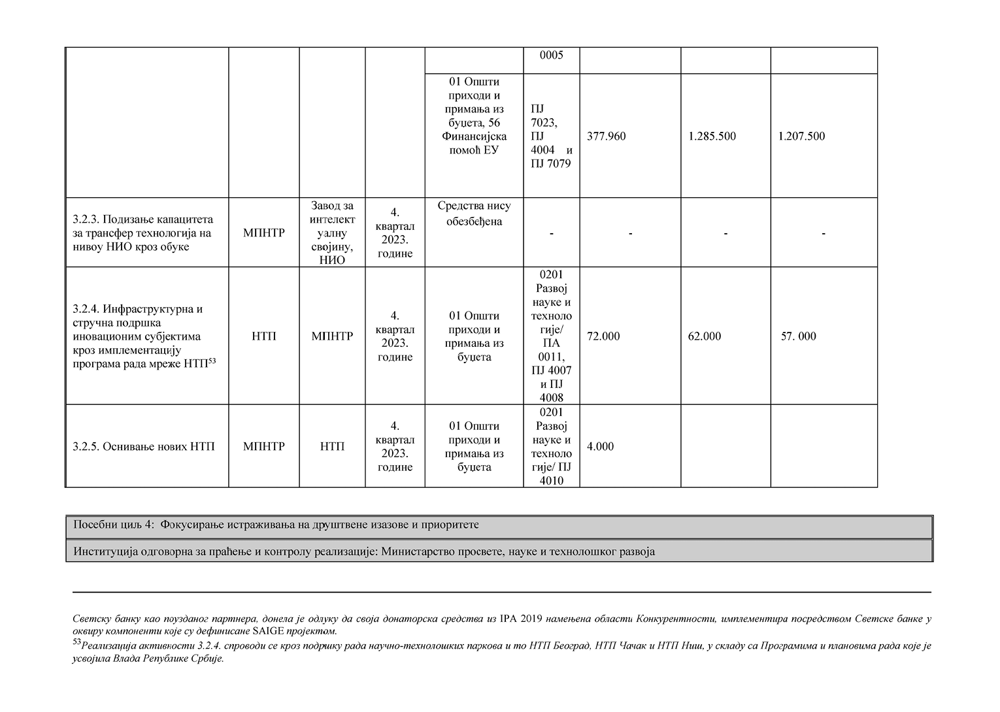 0005
01 Општи
приходи и
примања из
буџета, 56
Финансијска
помоћ ЕУ
ПЈ
7023,
ПЈ
4004 и
ПЈ 7079
377.960
1.285.500
1.207.500
3.2.3. Подизање капацитета
за трансфер технологија на
нивоу НИО кроз обуке
МПНТР
Завод за
интелект
уалну
својину,
НИО
4.
квартал
2023.
године
Средства нису
обезбеђена
-
-
-
-
3.2.4. Инфраструктурна и
стручна подршка
иновационим субјектима
кроз имплементацију
програма рада мреже НТП53
НТП
МПНТР
4.
квартал
2023.
године
01 Општи
приходи и
примања из
буџета
0201
Развој
науке и
техноло
гије/
ПА
0011,
ПЈ 4007
и ПЈ
4008
72.000
62.000
57. 000
3.2.5. Оснивање нових НТП
МПНТР
НТП
4.
квартал
2023.
године
01 Општи
приходи и
примања из
буџета
0201
Развој
науке и
техноло
гије/ ПЈ
4010
4.000
Посебни циљ 4: Фокусирање истраживања на друштвене изазове и приоритете
Институција одговорна за праћење и контролу реализације: Министарство просвете, науке и технолошког развоја
Светску банку као поузданог партнера, донела је одлуку да своја донаторска средства из IPA 2019 намењена области Конкурентности, имплементира посредством Светске банке у
оквиру компоненти које су дефинисане SAIGE пројектом.
53Реализација активности 3.2.4. спроводи се кроз подршку рада научно-технолошких паркова и то НТП Београд, НТП Чачак и НТП Ниш, у складу са Програмима и плановима рада које је
усвојила Влада Републике Србије.